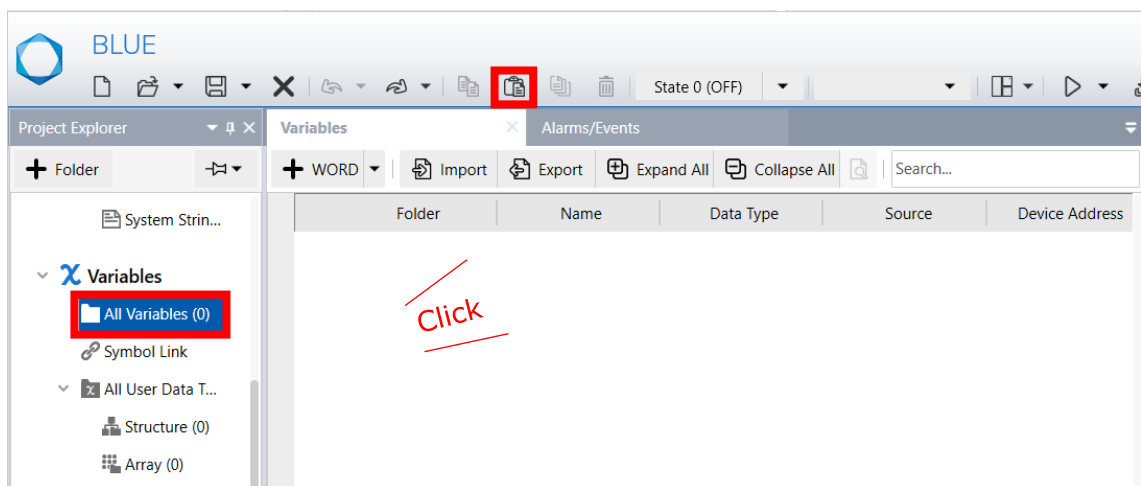 BLUE
State 0 (OFF)
Project Explorer
Variables
Alarms/Events
Folder
WORD
Import
Export
Expand All
Collapse All
Search...
Folder
Name
Data Type
Source
Device Address
System Strin...
Variables
All Variables (0)
Symbol Link
All User Data T...
Structure (0)
Array (0)
Click